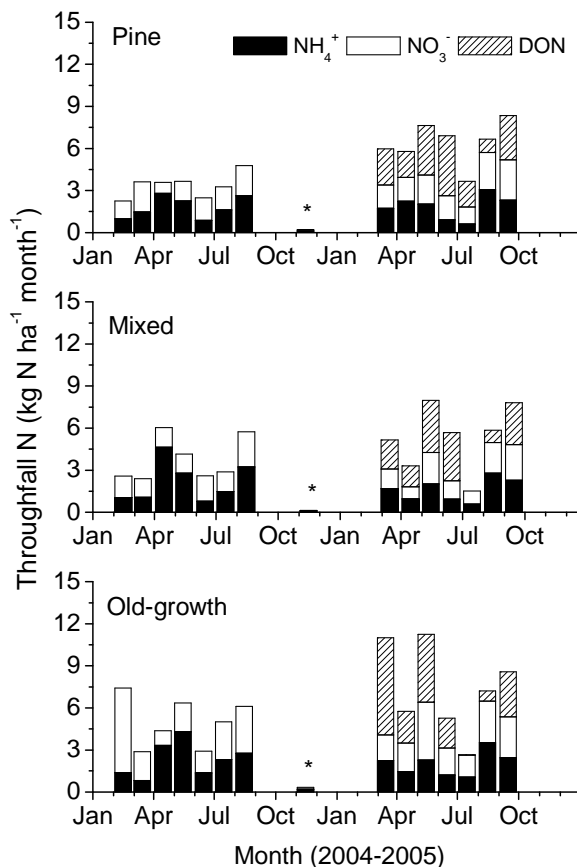 Pine
NH₄⁺ NO₃⁻ DON
15
12
9
6
3
0
*
Jan Apr Jul Oct Jan Apr Jul Oct
Mixed
15
12
9
6
3
0
*
Jan Apr Jul Oct Jan Apr Jul Oct
Old-growth
15
12
9
6
3
0
*
Jan Apr Jul Oct Jan Apr Jul Oct
Throughfall N (kg N ha⁻¹ month⁻¹)
Month (2004-2005)